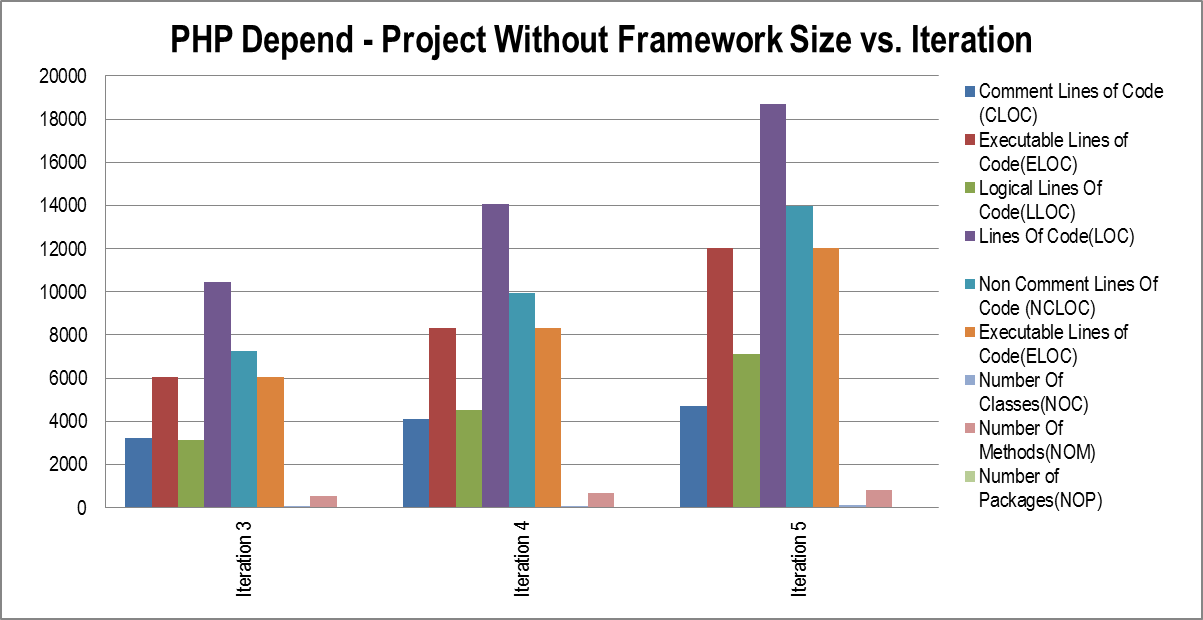 PHP Depend - Project Without Framework Size vs. Iteration
20000
18000
16000
14000
12000
10000
8000
6000
4000
2000
0
Iteration 3
Iteration 4
Iteration 5
Comment Lines of Code
(CLOC)
Executable Lines of
Code(ELOC)
Logical Lines Of
Code(LLOC)
Lines Of Code(LOC)
Non Comment Lines Of
Code (NCLOC)
Executable Lines of
Code(ELOC)
Number Of
Classes(NOC)
Number Of
Methods(NOM)
Number of
Packages(NOP)